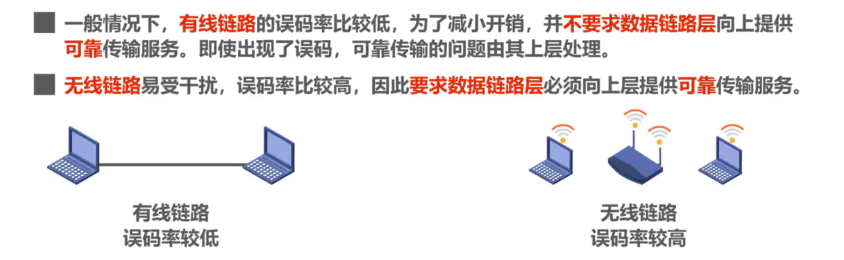 一般情况下，有线链路的误码率比较低，为了减小开销，并不要求数据链路层向上提供
可靠传输服务。即使出现了误码，可靠传输的问题由其上层处理。
无线链路易受干扰，误码率比较高，因此要求数据链路层必须向上层提供可靠传输服务。
有线链路
误码率较低
无线链路
误码率较高